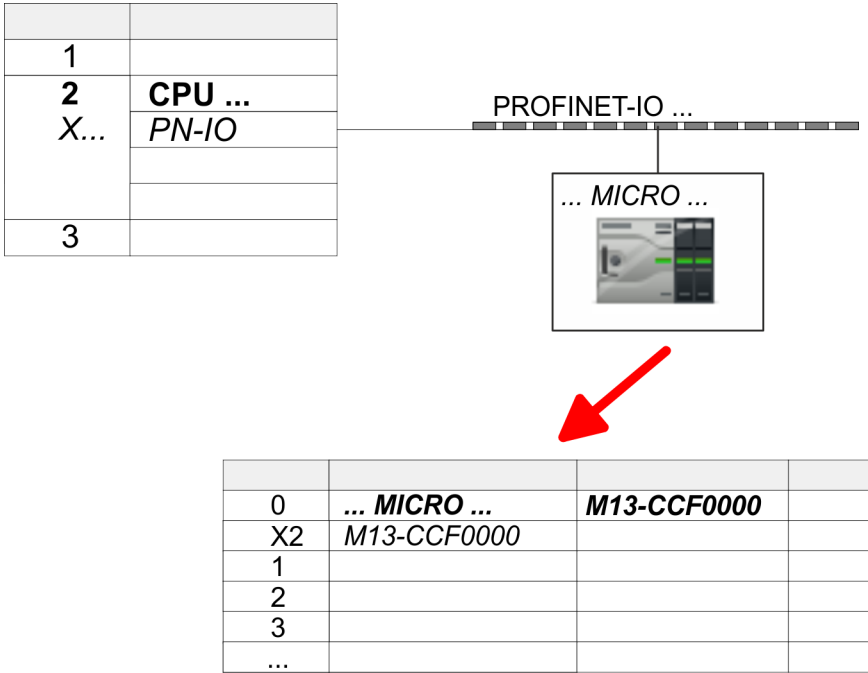 1
2 CPU ...
X... PN-IO
3
PROFINET-IO ...
... MICRO ...
0 ... MICRO ... M13-CCF0000
X2 M13-CCF0000
1
2
3
...